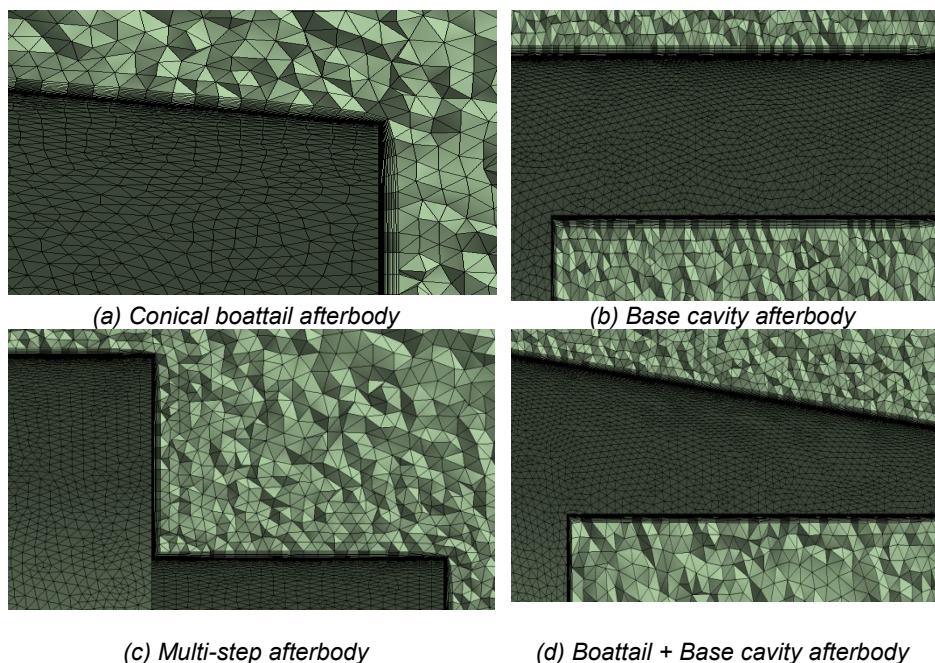 (a) Conical boattail afterbody
(b) Base cavity afterbody
(c) Multi-step afterbody
(d) Boattail + Base cavity afterbody